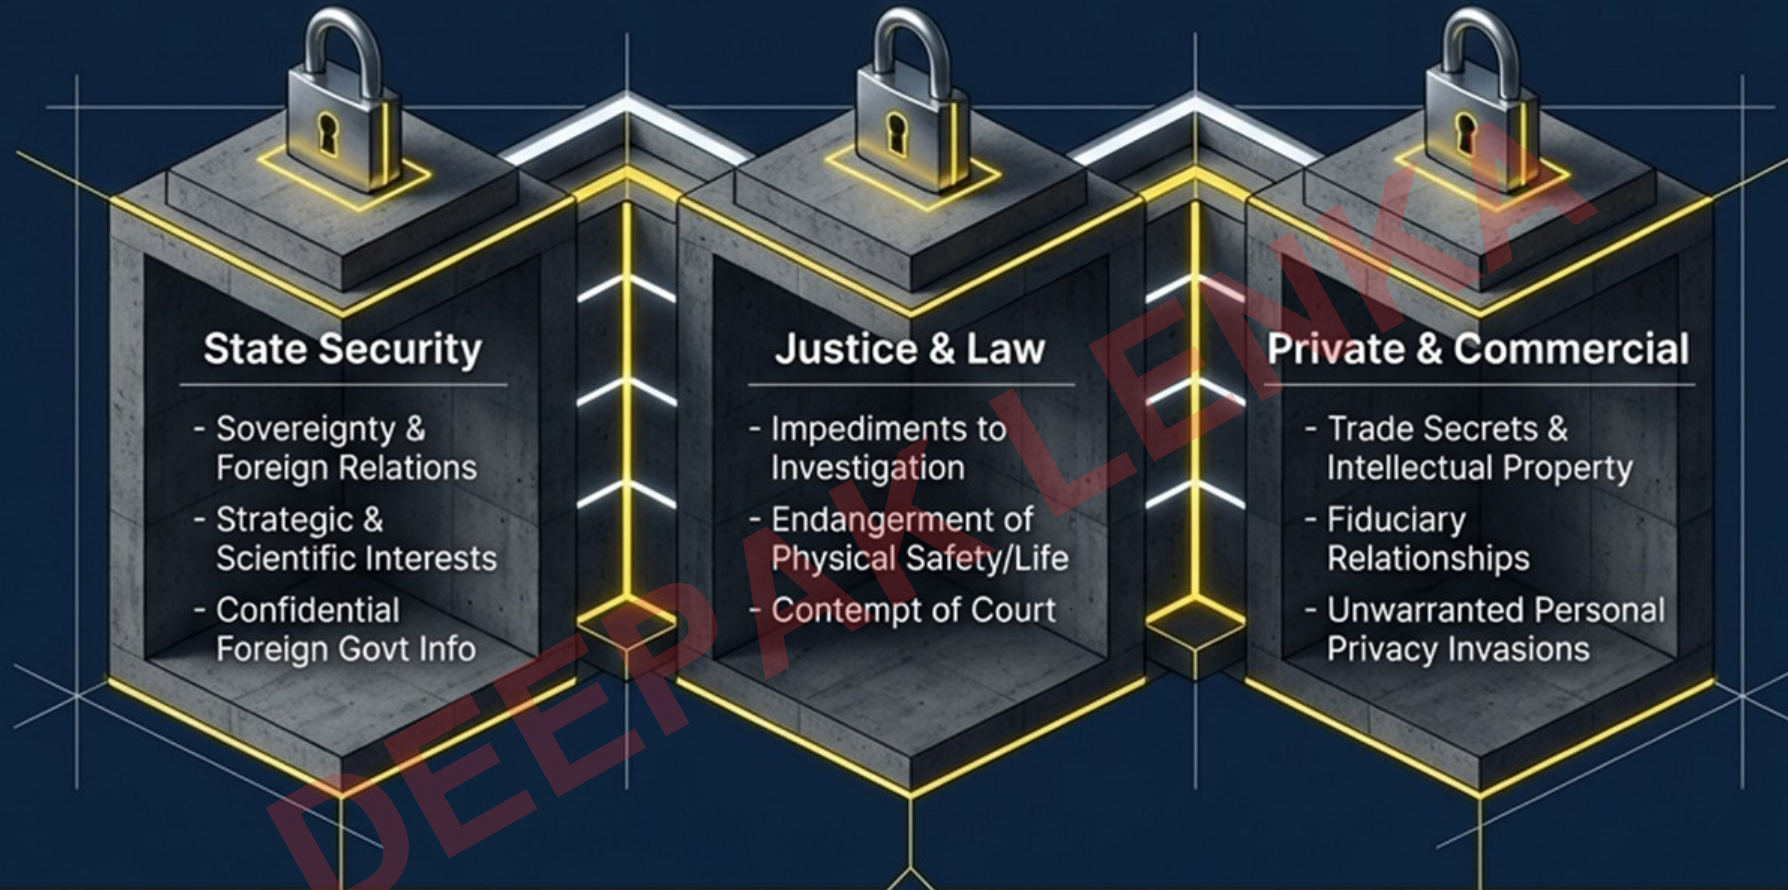 State Security
- Sovereignty &
Foreign Relations
- Strategic &
Scientific Interests
- Confidential
Foreign Govt Info
Justice & Law
- Impediments to
Investigation
- Endangerment of
Physical Safety/Life
- Contempt of Court
Private & Commercial
- Trade Secrets &
Intellectual Property
- Fiduciary
Relationships
- Unwarranted Personal
Privacy Invasions
DEEPAK LENKA